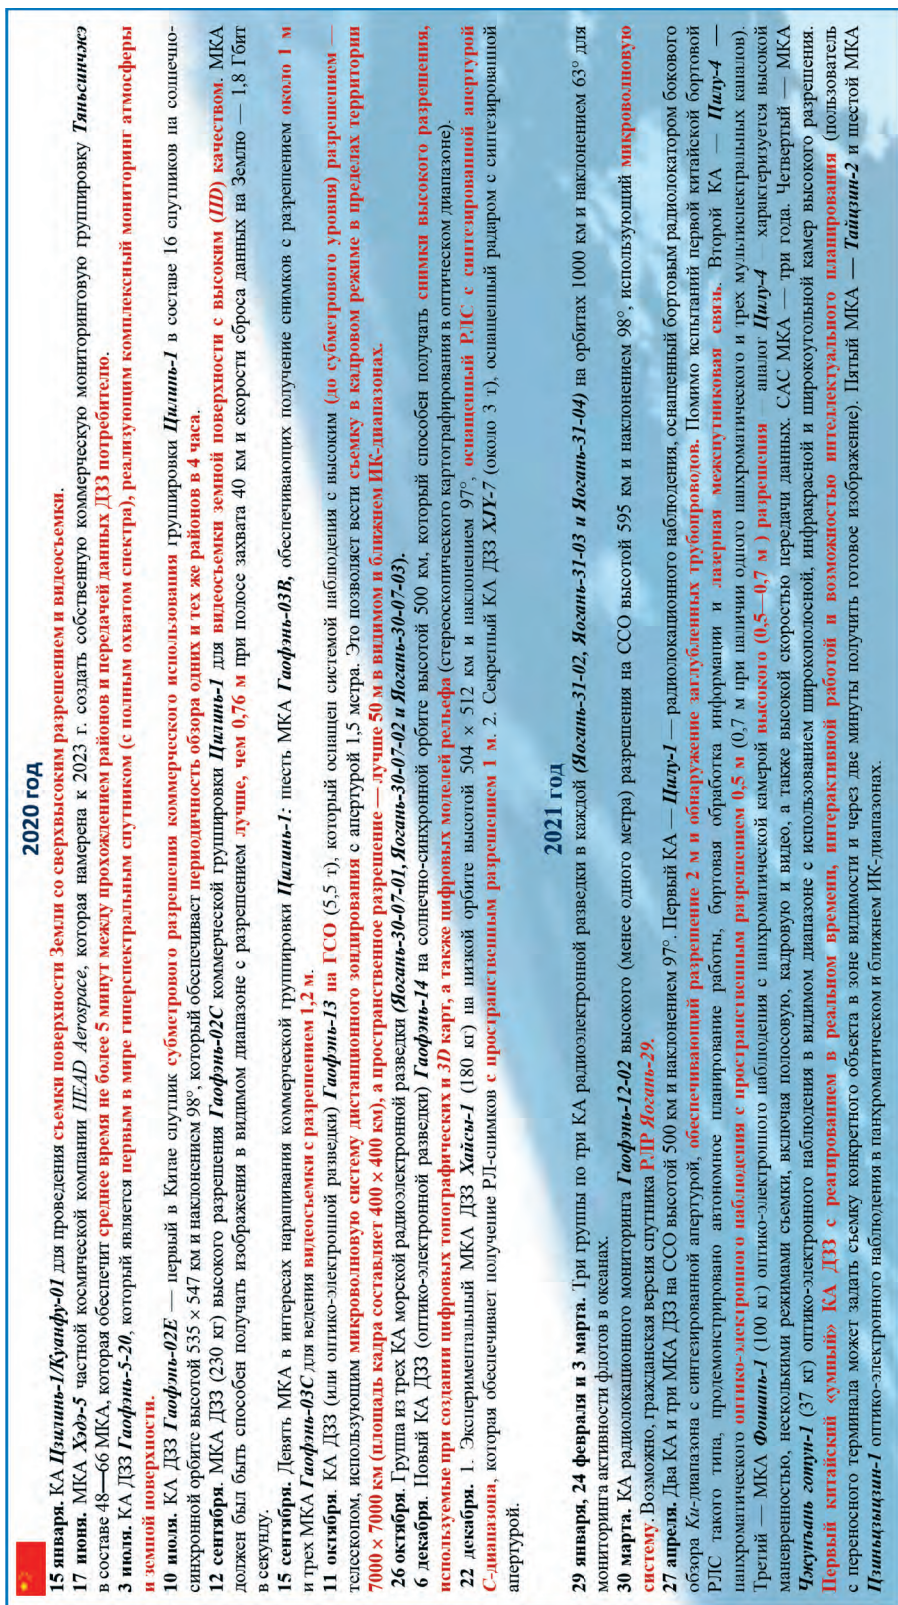 2020 год
15 января. КА Цзилинь-1/Куанфу-01 для проведения съемки поверхности Земли со сверхвысоким разрешением и видеосъемки.
17 июня. МКА Хэдэ-5 частной космической компании HEAD Aerospace, которая намерена к 2023 г. создать собственную коммерческую мониторинговую группировку Тяньсинчжэ
в составе 48—66 МКА, которая обеспечит среднее время не более 5 минут между прохождением районов и передачей данных ДЗЗ потребителю.
3 июля. КА ДЗЗ Гаофэнь-5-20, который является первым в мире гиперспектральным спутником (с полным охватом спектра), реализующим комплексный мониторинг атмосферы
и земной поверхности.
10 июля. КА ДЗЗ Гаофэнь-02E — первый в Китае спутник субметрового разрешения коммерческого использования группировки Цилинь-1 в составе 16 спутников на солнечно-
синхронной орбите высотой 535 × 547 км и наклонением 98°, который обеспечивает периодичность обзора одних и тех же районов в 4 часа.
12 сентября. МКА ДЗЗ (230 кг) высокого разрешения Гаофэнь-02C коммерческой группировки Цилинь-1 для видеосъемки земной поверхности с высоким (HD) качеством. МКА
должен был быть способен получать изображения в видимом диапазоне с разрешением лучше, чем 0,76 м при полосе захвата 40 км и скорости сброса данных на Землю — 1,8 Гбит
в секунду.
15 сентября. Девять МКА в интересах наращивания коммерческой группировки Цилинь-1: шесть МКА Гаофэнь-03B, обеспечивающих получение снимков с разрешением около 1 м
и трех МКА Гаофэнь-03C для ведения видеосъемки с разрешением 1,2 м.
11 октября. КА ДЗЗ (или оптико-электронной разведки) Гаофэнь-13 на ГСО (5,5 т), который оснащен системой наблюдения с высоким (до субметрового уровня) разрешением —
телескопом, использующим микроволновую систему дистанционного зондирования с апертурой 1,5 метра. Это позволяет вести съемку в кадровом режиме в пределах территории
7000 × 7000 км (площадь кадра составляет 400 × 400 км), а пространственное разрешение — лучше 50 м в видимом и ближнем ИК-диапазонах.
26 октября. Группа из трех КА морской радиоэлектронной разведки (Яогань-30-07-01, Яогань-30-07-02 и Яогань-30-07-03).
6 декабря. Новый КА ДЗЗ (оптико-электронной разведки) Гаофэнь-14 на солнечно-синхронной орбите высотой 500 км, который способен получать снимки высокого разрешения,
используемые при создании цифровых топографических и 3D карт, а также цифровых моделей рельефа (стереоскопического картографирования в оптическом диапазоне).
22 декабря. 1. Экспериментальный МКА ДЗЗ Хайсы-1 (180 кг) на низкой орбите высотой 504 × 512 км и наклонением 97°, оснащенный РЛС с синтезированной апертурой
C-диапазона, которая обеспечивает получение РЛ-снимков с пространственным разрешением 1 м. 2. Секретный КА ДЗЗ XJY-7 (около 3 т), оснащенный радаром с синтезированной
апертурой.
2021 год
29 января, 24 февраля и 3 марта. Три группы по три КА радиоэлектронной разведки в каждой (Яогань-31-02, Яогань-31-03 и Яогань-31-04) на орбитах 1000 км и наклонением 63° для
мониторинга активности флотов в океанах.
30 марта. КА радиолокационного мониторинга Гаофэнь-12-02 высокого (менее одного метра) разрешения на ССО высотой 595 км и наклонением 98°, использующий микроволновую
систему. Возможно, гражданская версия спутника РЛР Яогань-29.
27 апреля. Два КА и три МКА ДЗЗ на ССО высотой 500 км и наклонением 97°. Первый КА — Цилу-1 — радиолокационного наблюдения, оснащенный бортовым радиолокатором бокового
обзора Ku-диапазона с синтезированной апертурой, обеспечивающий разрешение 2 м и обнаружение заглубленных трубопроводов. Помимо испытаний первой китайской бортовой
РЛС такого типа, продемонстрировано автономное планирование работы, бортовая обработка информации и лазерная межспутниковая связь. Второй КА — Цилу-4 —
панхроматического оптико-электронного наблюдения с пространственным разрешением 0,5 м (0,7 м при наличии одного панхроматического и трех мультиспектральных каналов).
Третий — МКА Фошань-1 (100 кг) оптико-электронного наблюдения с панхроматической камерой высокого (0,5—0,7 м ) разрешения — аналог Цилу-4 — характеризуется высокой
маневренностью, несколькими режимами съемки, включая полосовую, кадровую и видео, а также высокой скоростью передачи данных. САС МКА — три года. Четвертый — МКА
Чжунань готун-1 (37 кг) оптико-электронного наблюдения в видимом диапазоне с использованием широкополосной, инфракрасной и широкоугольной камер высокого разрешения.
Первый китайский «умный» КА ДЗЗ с реагированием в реальном времени, интерактивной работой и возможностью интеллектуального планирования (пользователь
с переносного терминала может задать съемку конкретного объекта в зоне видимости и через две минуты получить готовое изображение). Пятый МКА — Тайцзин-2 и шестой МКА
Цзиньцзыцзин-1 оптико-электронного наблюдения в панхроматическом и ближнем ИК-диапазонах.